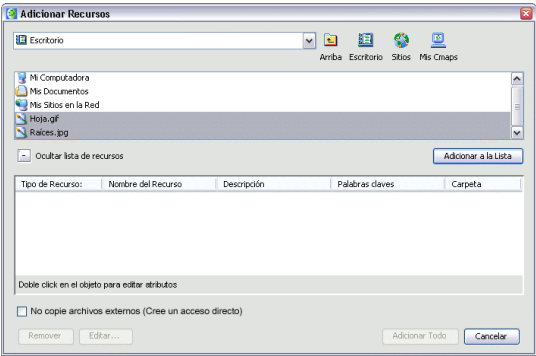 Adicionar Recursos
Escritorio
Arriba Escritorio Sitios Mis Cmaps
Mi Computadora
Mis Documentos
Mis Sitios en la Red
Hoja.gif
Raíces.jpg
- Ocultar lista de recursos
Adicionar a la Lista
Tipo de Recurso: Nombre del Recurso Descripción Palabras claves Carpeta
Doble click en el objeto para editar atributos
No copie archivos externos (Cree un acceso directo)
Remover Editar... Adicionar Todo Cancelar